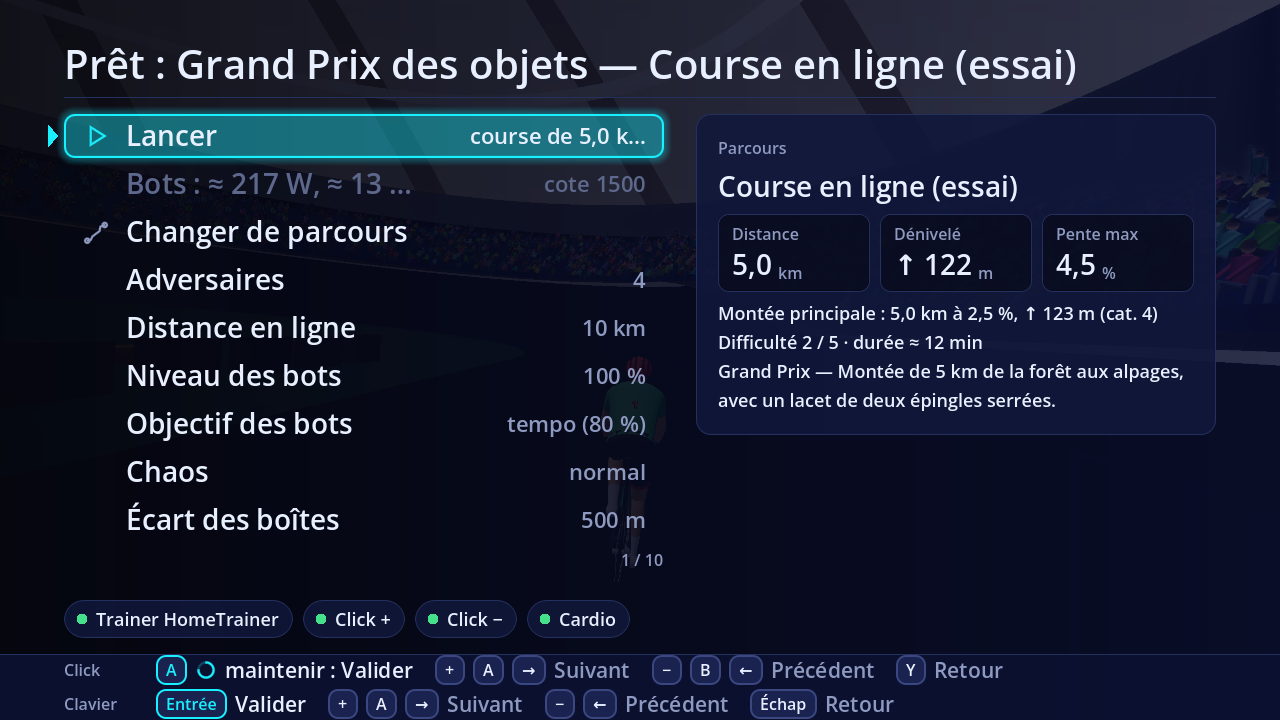 Prêt : Grand Prix des objets — Course en ligne (essai)
Lancer course de 5,0 k...
Bots : ≈ 217 W, ≈ 13 ... cote 1500
Changer de parcours
Adversaires 4
Distance en ligne 10 km
Niveau des bots 100 %
Objectif des bots tempo (80 %)
Chaos normal
Écart des boîtes 500 m
1 / 10
Parcours
Course en ligne (essai)
Distance Dénivelé Pente max
5,0 km ↑ 122 m 4,5 %
Montée principale : 5,0 km à 2,5 %, ↑ 123 m (cat. 4)
Difficulté 2 / 5 · durée ≈ 12 min
Grand Prix — Montée de 5 km de la forêt aux alpages,
avec un lacet de deux épingles serrées.
Trainer HomeTrainer Click + Click − Cardio
Click A maintenir : Valider + A → Suivant − B ← Précédent Y Retour
Clavier Entrée Valider + A → Suivant − ← Précédent Échap Retour